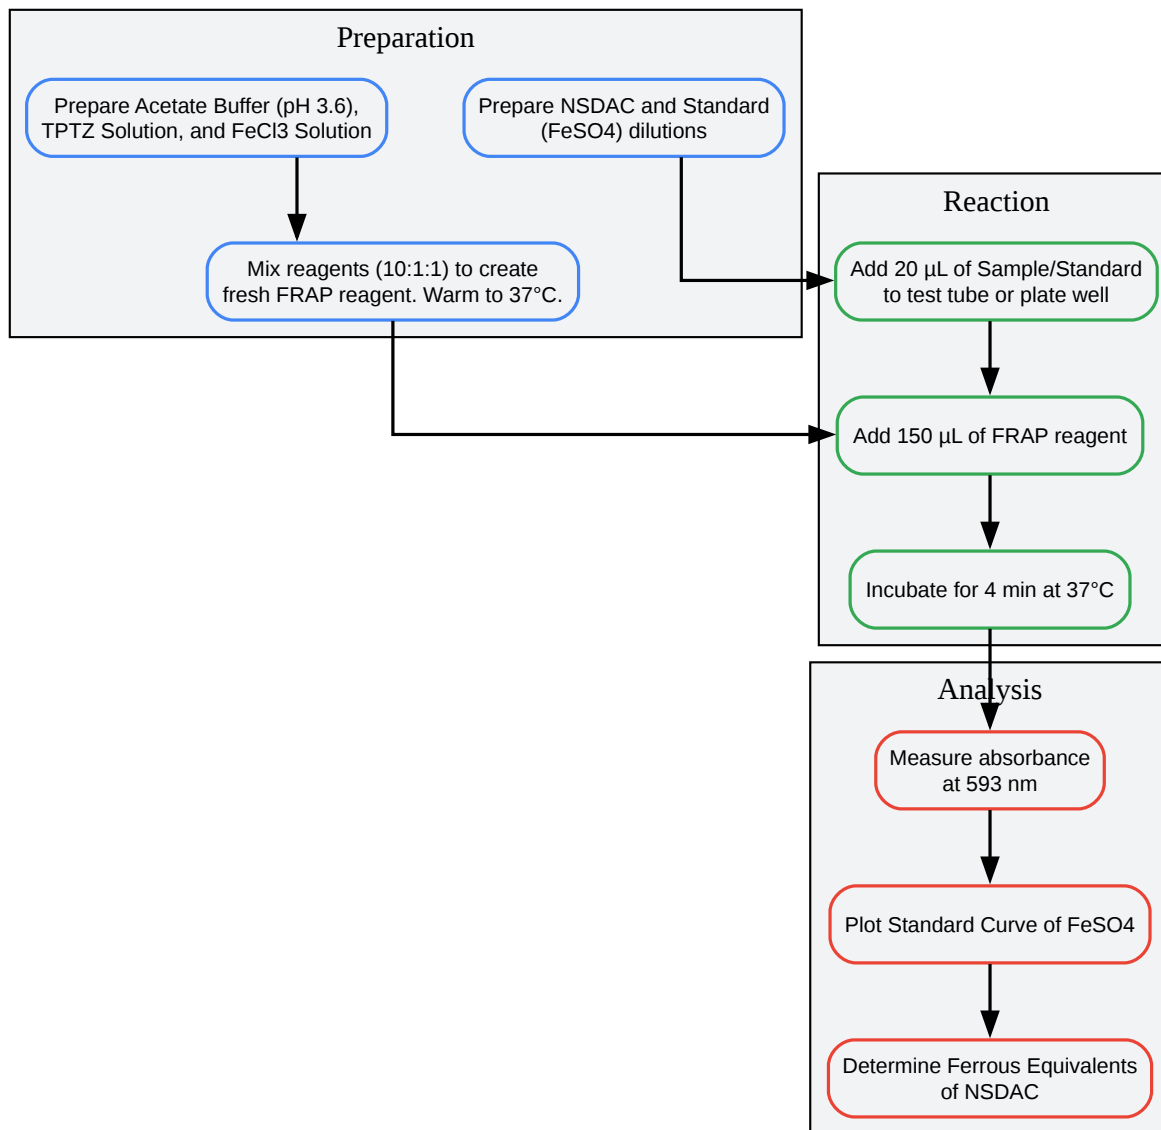 Preparation
Prepare Acetate Buffer (pH 3.6),
TPTZ Solution, and FeCl3 Solution
Prepare NSDAC and Standard
(FeSO4) dilutions
Mix reagents (10:1:1) to create
fresh FRAP reagent. Warm to 37°C.
Reaction
Add 20 µL of Sample/Standard
to test tube or plate well
Add 150 µL of FRAP reagent
Incubate for 4 min at 37°C
Analysis
Measure absorbance
at 593 nm
Plot Standard Curve of FeSO4
Determine Ferrous Equivalents
of NSDAC